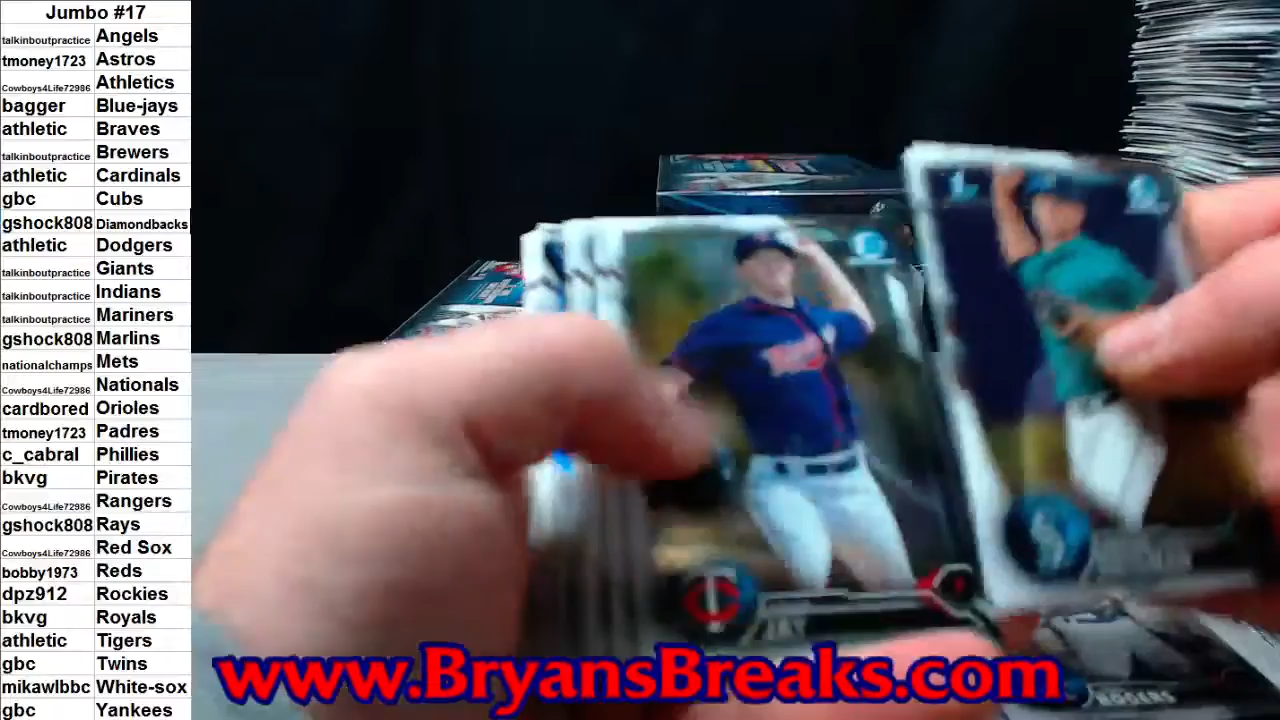 Jumbo #17
talkinboutpractice Angels
tmoney1723 Astros
Cowboys4Life72986 Athletics
bagger Blue-jays
athletic Braves
talkinboutpractice Brewers
athletic Cardinals
gbc Cubs
gshock808 Diamondbacks
athletic Dodgers
talkinboutpractice Giants
talkinboutpractice Indians
talkinboutpractice Mariners
gshock808 Marlins
nationalchamps Mets
Cowboys4Life72986 Nationals
cardbored Orioles
tmoney1723 Padres
c_cabral Phillies
bkvg Pirates
Cowboys4Life72986 Rangers
gshock808 Rays
Cowboys4Life72986 Red Sox
bobby1973 Reds
dpz912 Rockies
bkvg Royals
athletic Tigers
gbc Twins
mikawlbbc White-sox
gbc Yankees
JAY
ROGERS
www.BryansBreaks.com